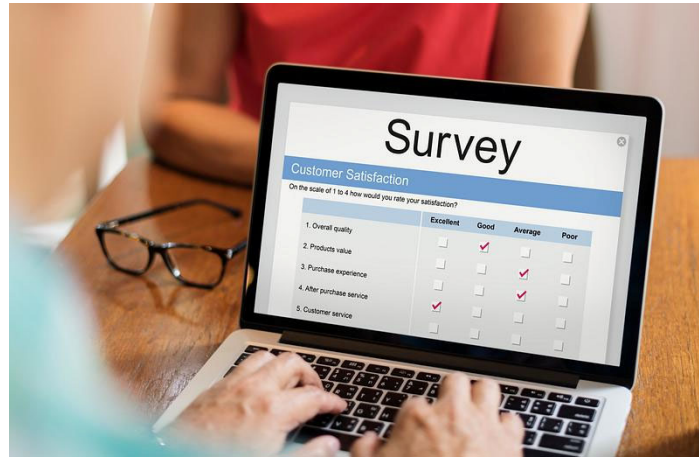 Survey
Customer Satisfaction
On the scale of 1 to 4 how would you rate your satisfaction?
Excellent Good Average Poor
1. Overall quality
2. Products value
3. Purchase experience
4. After purchase service
5. Customer service